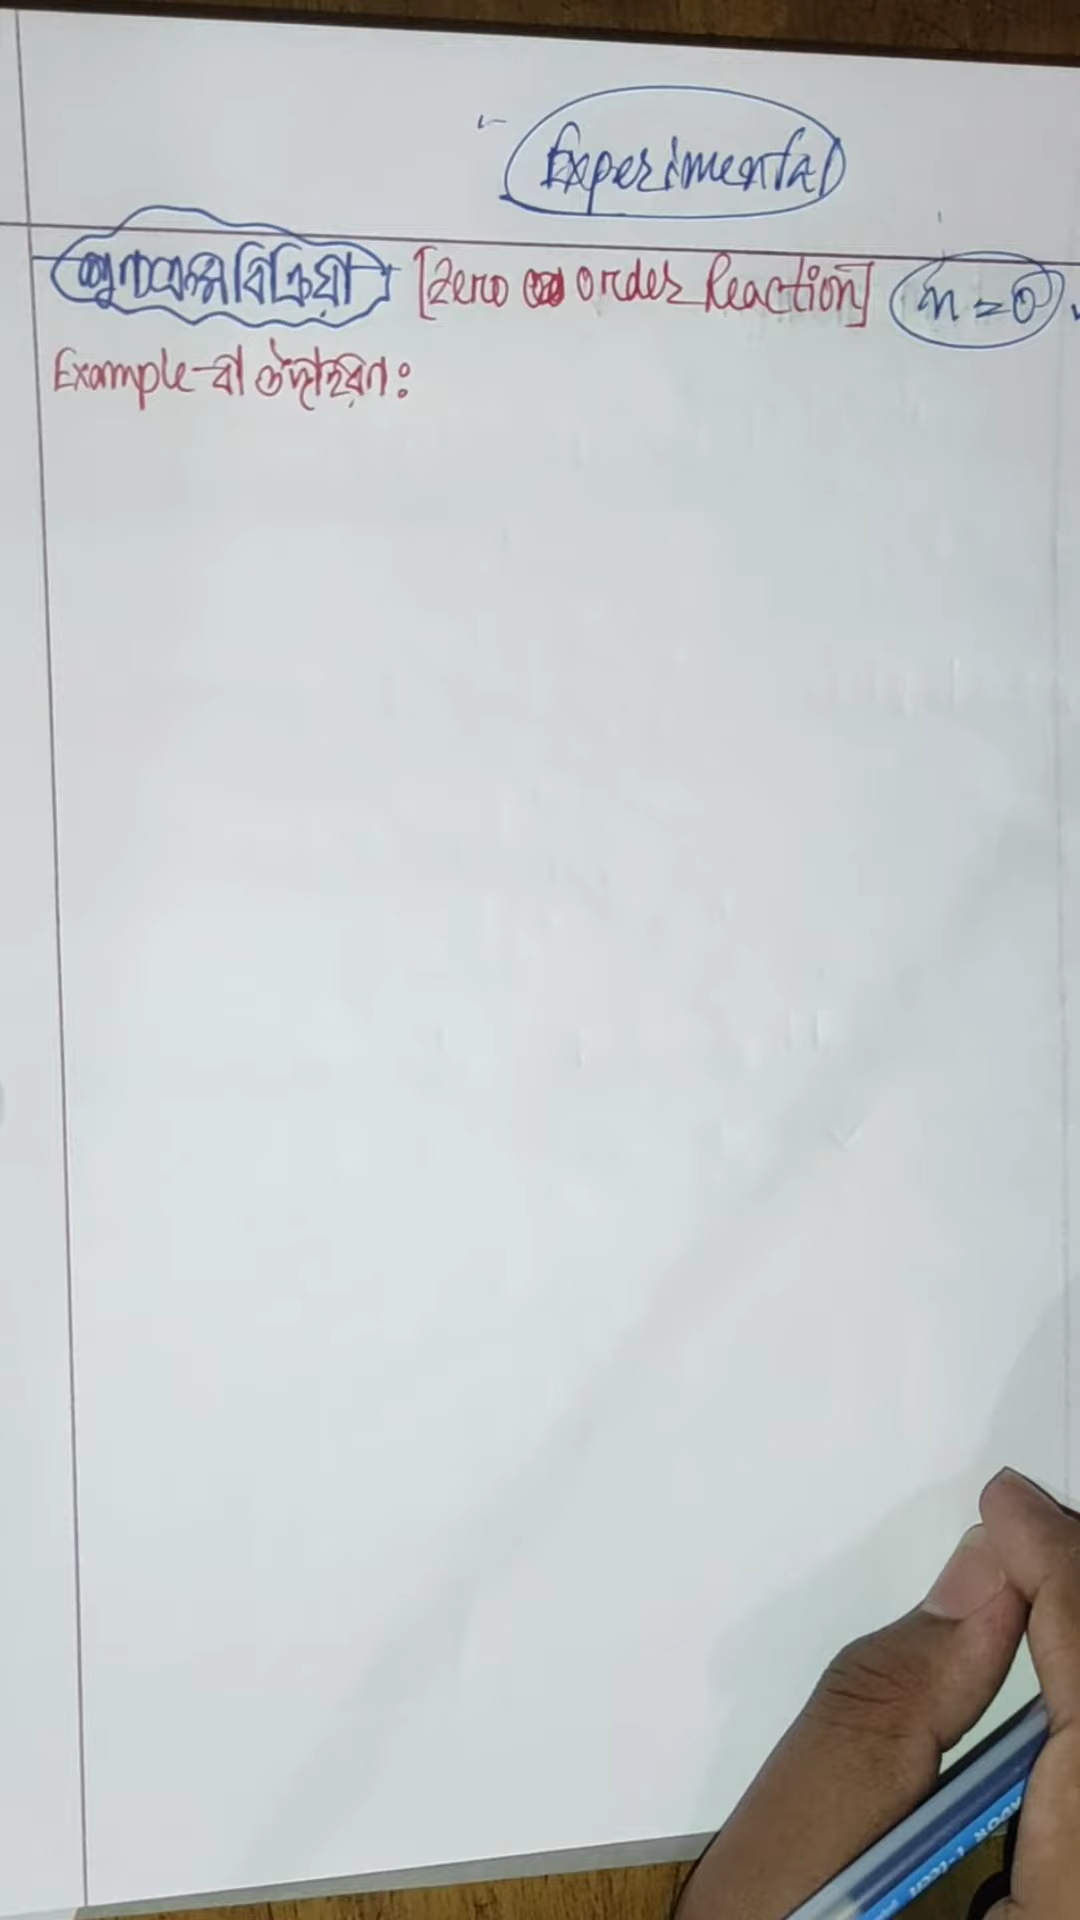 Experimental
শূন্যক্রম বিক্রিয়া [Zero order Reaction] n = 0
Example বা উদাহরণ :